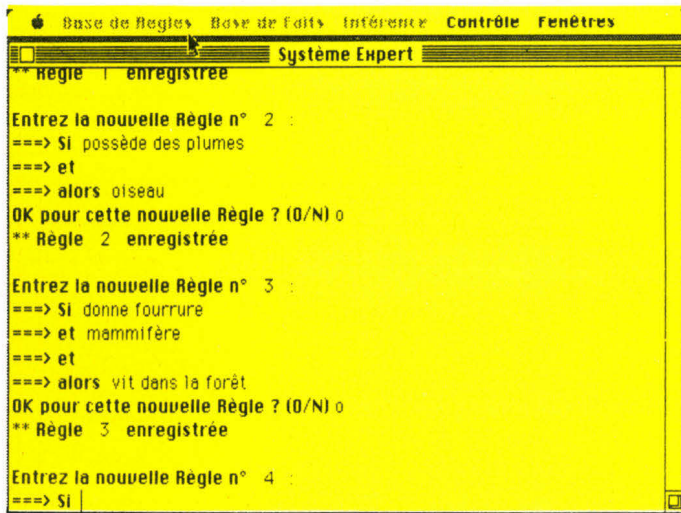 Base de Regles Base de Faits Inférence Contrôle Fenêtres
Système Expert
** Règle 1 enregistrée
Entrez la nouvelle Règle n° 2 :
===> Si possède des plumes
===> et
===> alors oiseau
OK pour cette nouvelle Règle ? (O/N) o
** Règle 2 enregistrée
Entrez la nouvelle Règle n° 3 :
===> Si donne fourrure
===> et mammifère
===> et
===> alors vit dans la forêt
OK pour cette nouvelle Règle ? (O/N) o
** Règle 3 enregistrée
Entrez la nouvelle Règle n° 4 :
===> Si